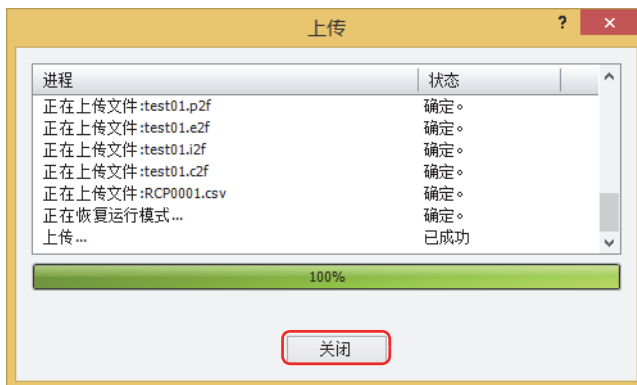 上传
? ×
进程 状态
正在上传文件:test01.p2f 确定。
正在上传文件:test01.e2f 确定。
正在上传文件:test01.i2f 确定。
正在上传文件:test01.c2f 确定。
正在上传文件:RCP0001.csv 确定。
正在恢复运行模式... 确定。
上传... 已成功
100%
关闭